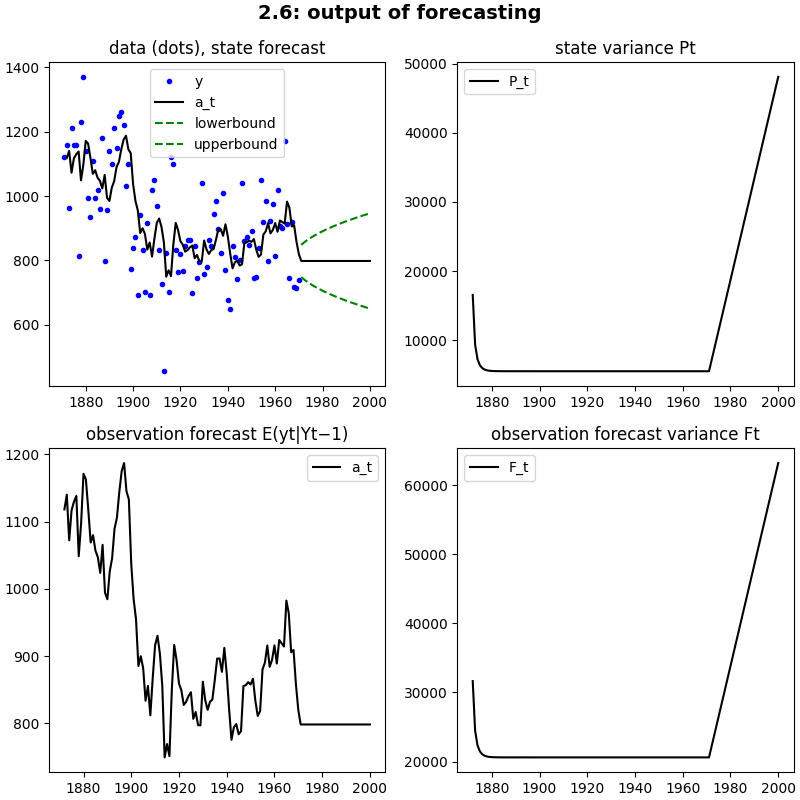 2.6: output of forecasting
data (dots), state forecast
1400
1200
1000
800
600
1880 1900 1920 1940 1960 1980 2000
y
a_t
lowerbound
upperbound
state variance Pt
50000
40000
30000
20000
10000
1880 1900 1920 1940 1960 1980 2000
P_t
observation forecast E(yt|Yt−1)
1200
1100
1000
900
800
1880 1900 1920 1940 1960 1980 2000
a_t
observation forecast variance Ft
60000
50000
40000
30000
20000
1880 1900 1920 1940 1960 1980 2000
F_t